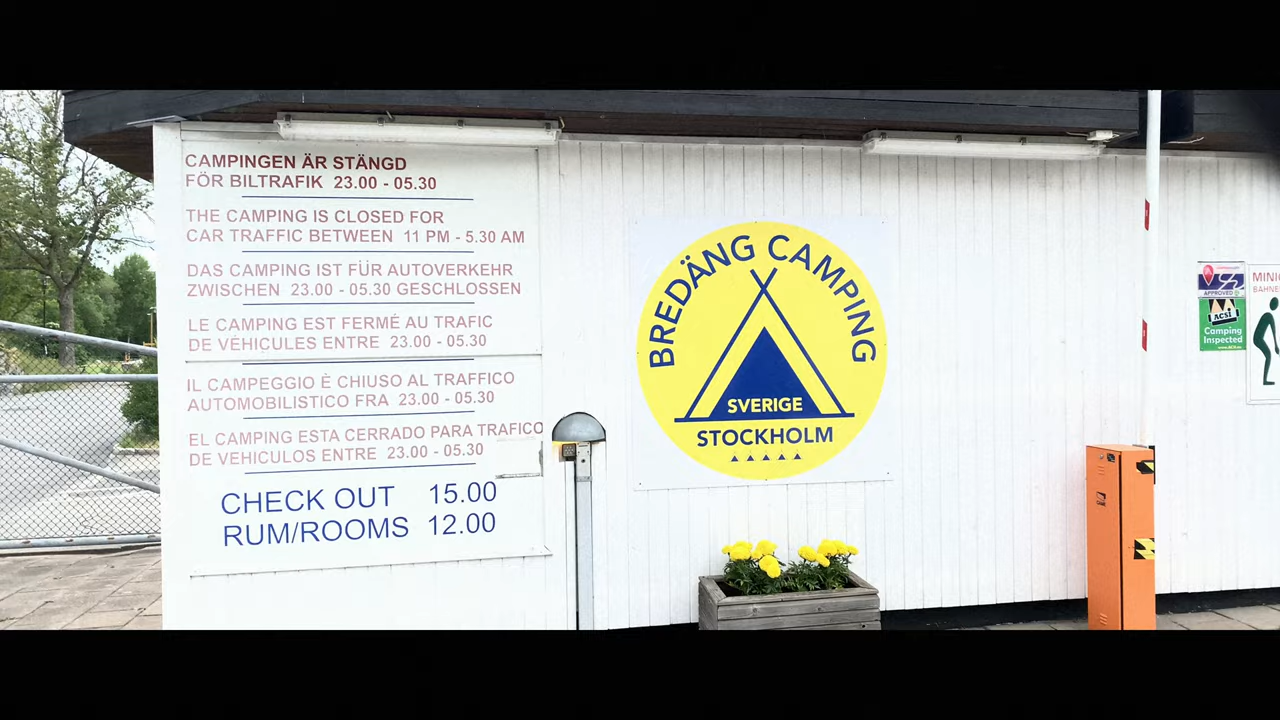 CAMPINGEN ÄR STÄNGD
FÖR BILTRAFIK 23.00 - 05.30
THE CAMPING IS CLOSED FOR
CAR TRAFFIC BETWEEN 11 PM - 5.30 AM
DAS CAMPING IST FÜR AUTOVERKEHR
ZWISCHEN 23.00 - 05.30 GESCHLOSSEN
LE CAMPING EST FERMÉ AU TRAFIC
DE VÉHICULES ENTRE 23.00 - 05.30
IL CAMPEGGIO È CHIUSO AL TRAFFICO
AUTOMOBILISTICO FRA 23.00 - 05.30
EL CAMPING ESTA CERRADO PARA TRAFICO
DE VEHICULOS ENTRE 23.00 - 05.30
CHECK OUT 15.00
RUM/ROOMS 12.00
BREDÄNG CAMPING
SVERIGE
STOCKHOLM
APPROVED
ACSI
Camping
Inspected